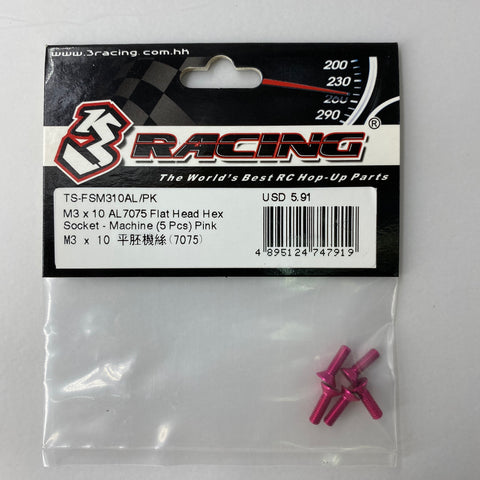 www.3racing.com.hk
200
230
260
290
3RACING®
The World's Best RC Hop-Up Parts
TS-FSM310AL/PK
USD 5.91
M3 x 10 AL7075 Flat Head Hex
Socket - Machine (5 Pcs) Pink
M3 x 10 平胚機絲(7075)
4 895124 747919